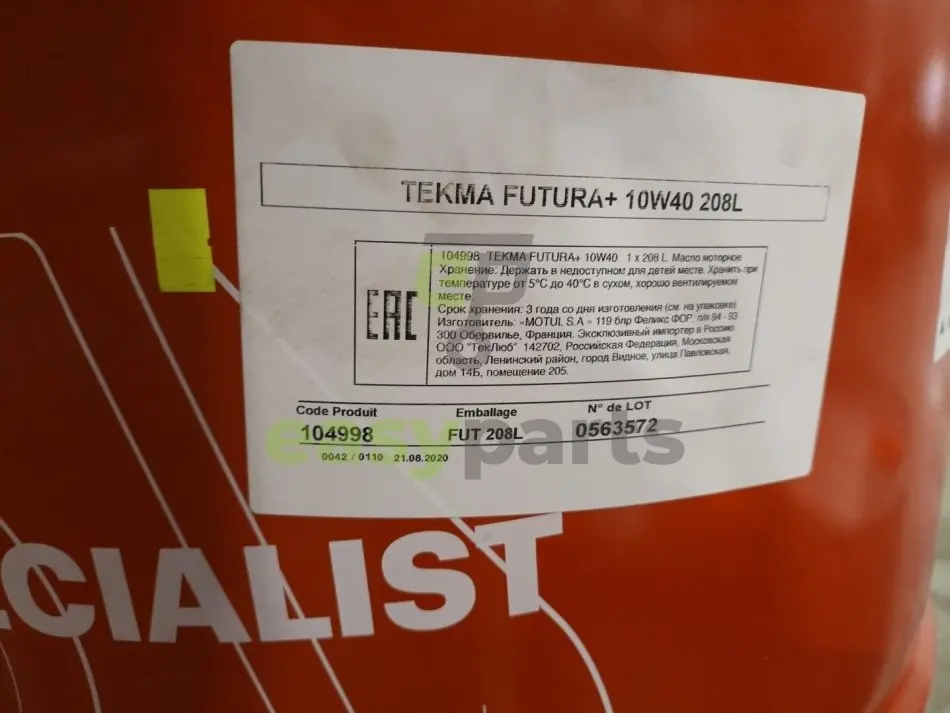 TEKMA FUTURA+ 10W40 208L
104998 TEKMA FUTURA+ 10W40 1 x 208 L. Масло моторное
Хранение: Держать в недоступном для детей месте. Хранить при
температуре от 5°C до 40°C в сухом, хорошо вентилируемом
месте.
Срок хранения: 3 года со дня изготовления (см. на упаковке)
Изготовитель: «MOTUL S.A.» 119 блр Феликс ФОР, п/я 94 - 93
300 Обервилье, Франция. Эксклюзивный импортер в Россию:
ООО "ТекЛюб" 142702, Российская Федерация, Московская
область, Ленинский район, город Видное, улица Павловская,
дом 14Б, помещение 205.
EAC
Code Produit Emballage N° de LOT
104998 FUT 208L 0563572
0042 / 0110 21.08.2020
easyparts
CIALIST